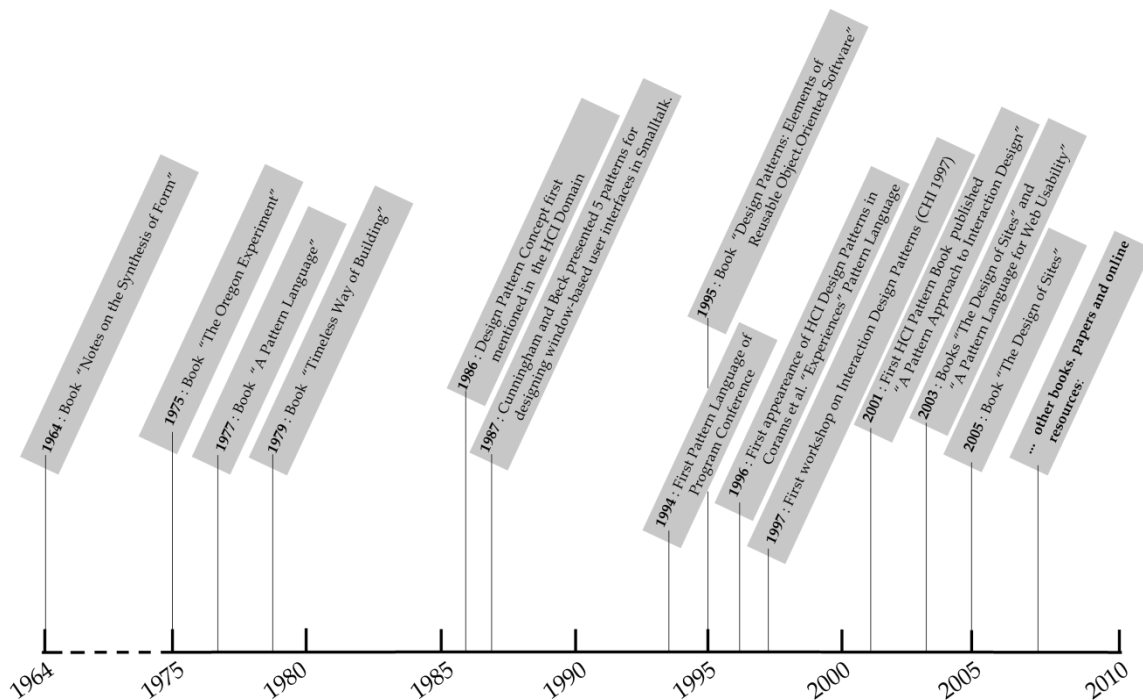 1964 : Book “Notes on the Synthesis of Form”
1975 : Book “The Oregon Experiment”
1977 : Book “A Pattern Language”
1979 : Book “Timeless Way of Building”
1986 : Design Pattern Concept first
mentioned in the HCI Domain
1987 : Cunningham and Beck presented 5 patterns for
designing window-based user interfaces in Smalltalk.
1994 : First Pattern Language of
Program Conference
1995 : Book “Design Patterns: Elements of
Reusable Object.Oriented Software”
1996 : First appeareance of HCI Design Patterns in
Corams et al. “Experiences” Pattern Language
1997 : First workshop on Interaction Design Patterns (CHI 1997)
2001 : First HCI Pattern Book published
“A Pattern Approach to Interaction Design”
2003 : Books “The Design of Sites” and
“A Pattern Language for Web Usability”
2005 : Book “The Design of Sites”
... other books, papers and online
resources:
1964
1975
1980
1985
1990
1995
2000
2005
2010